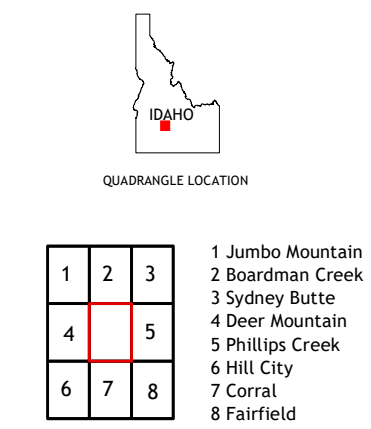 IDAHO
QUADRANGLE LOCATION
1 2 3
4 5
6 7 8
1 Jumbo Mountain
2 Boardman Creek
3 Sydney Butte
4 Deer Mountain
5 Phillips Creek
6 Hill City
7 Corral
8 Fairfield